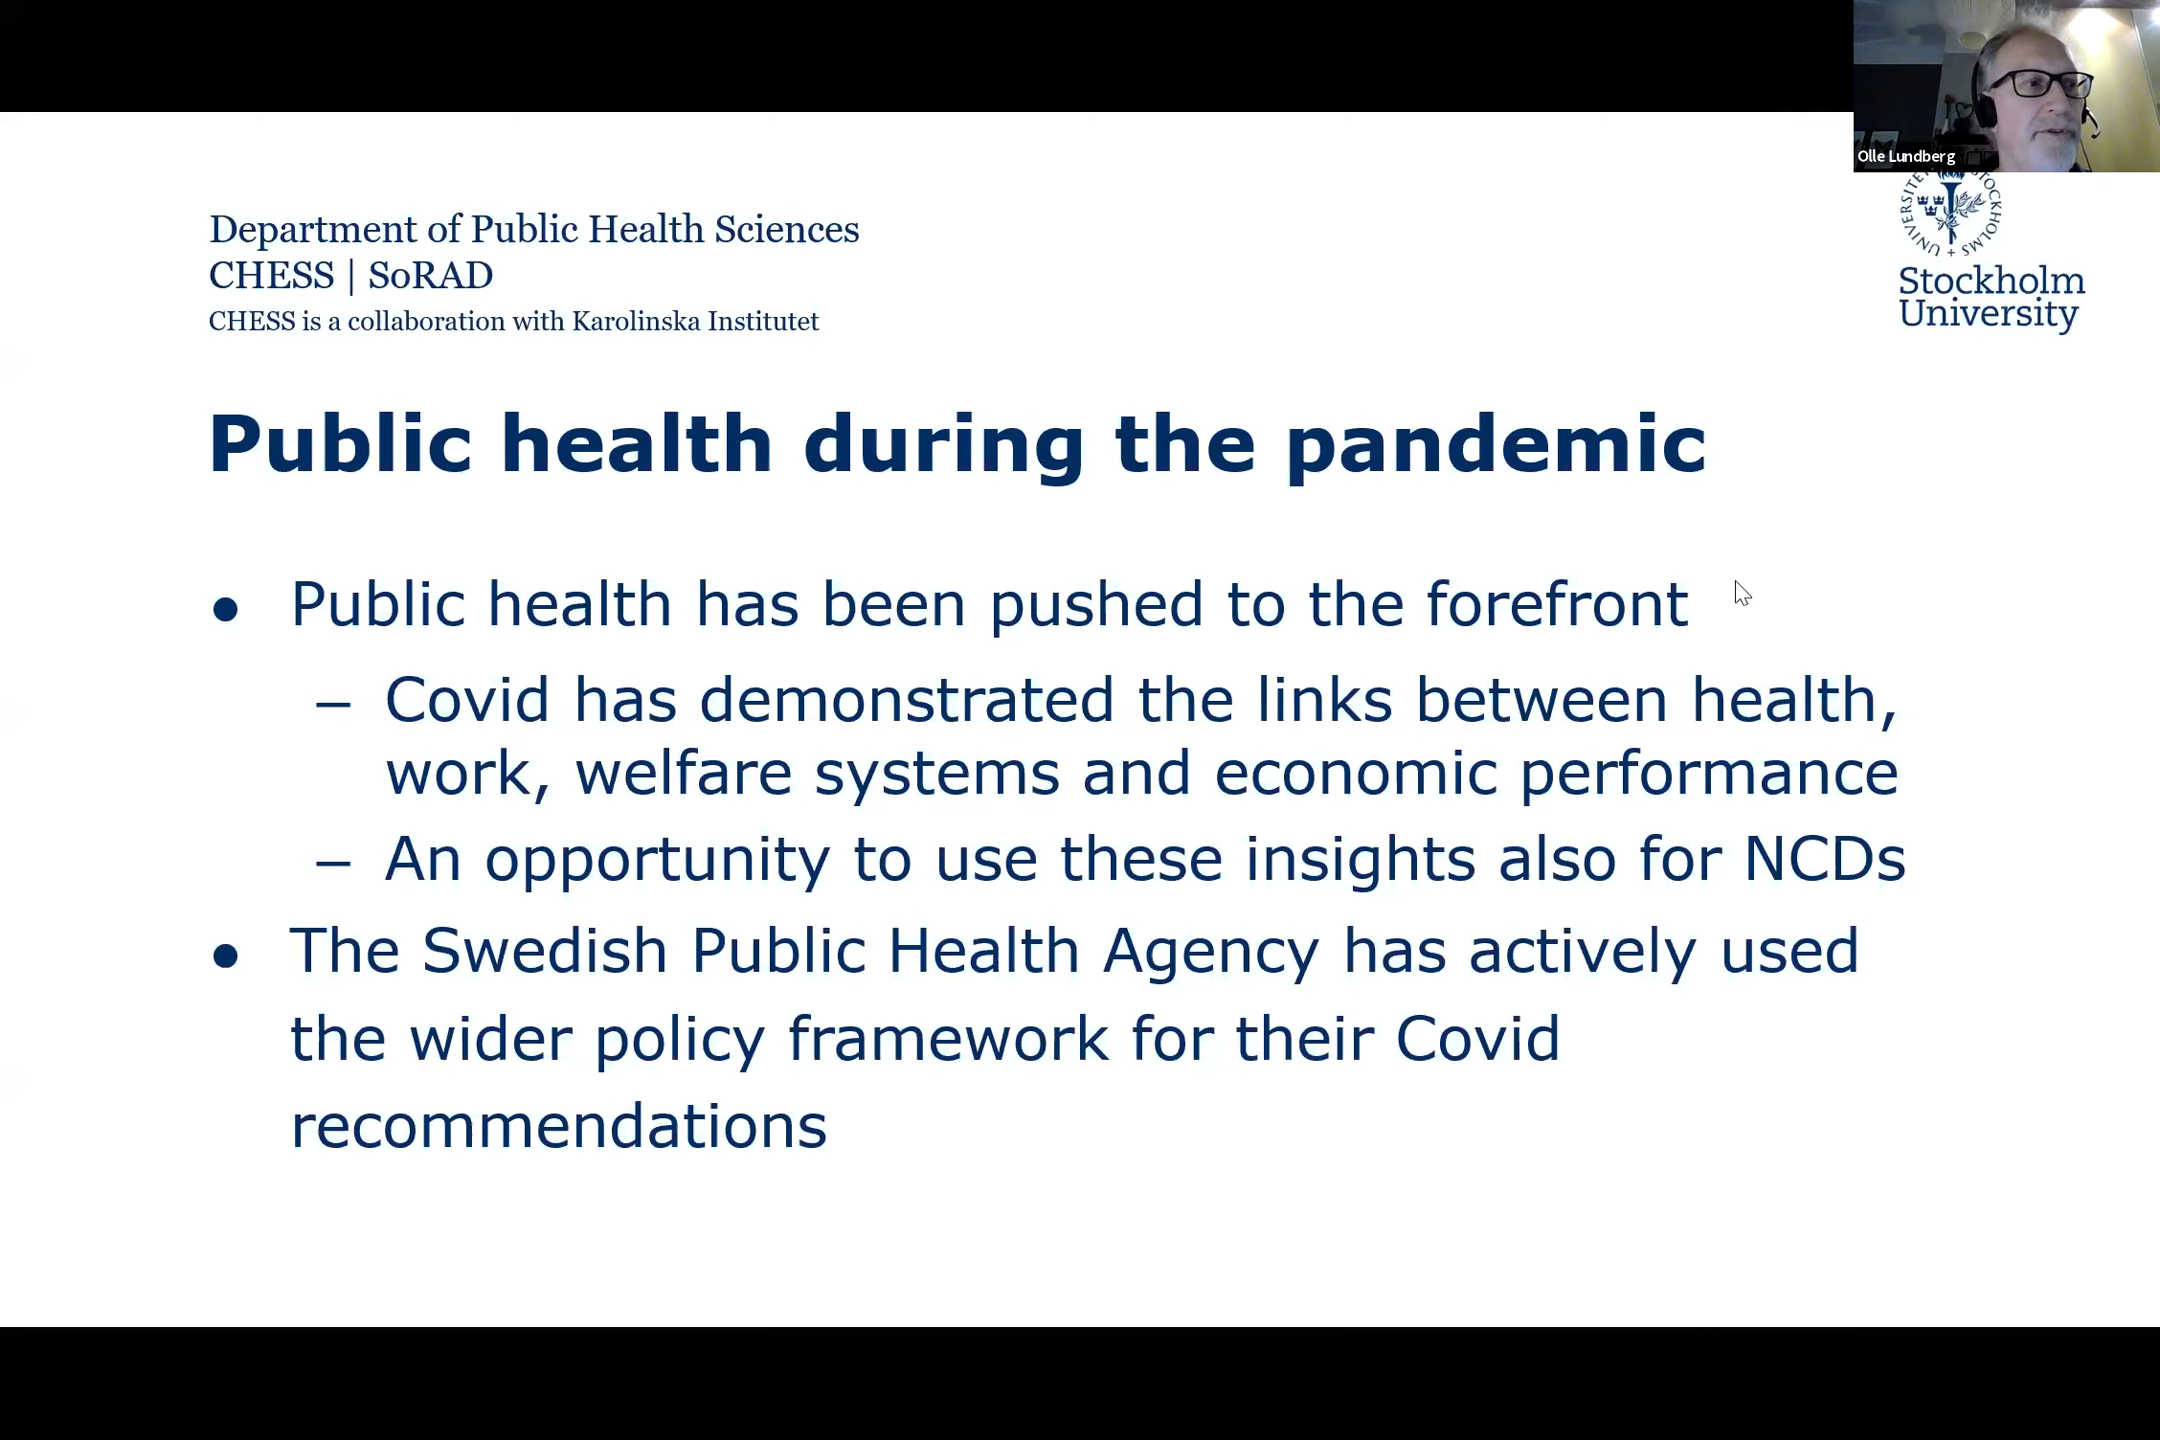 Olle Lundberg
Department of Public Health Sciences
CHESS | SoRAD
CHESS is a collaboration with Karolinska Institutet
Stockholm
University
Public health during the pandemic
● Public health has been pushed to the forefront
– Covid has demonstrated the links between health,
work, welfare systems and economic performance
– An opportunity to use these insights also for NCDs
● The Swedish Public Health Agency has actively used
the wider policy framework for their Covid
recommendations